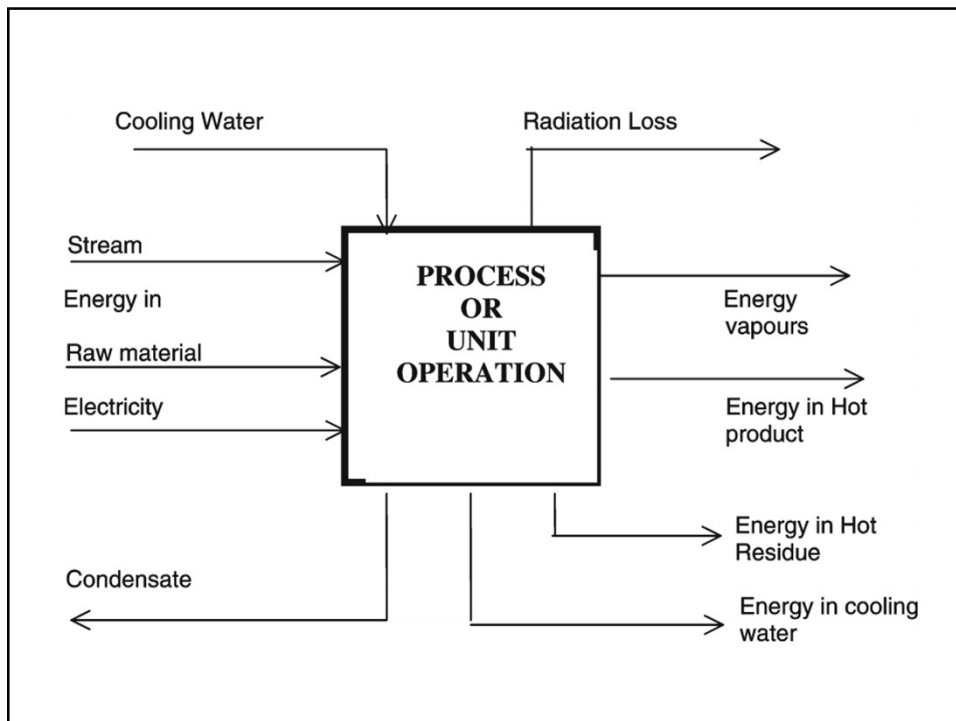 Cooling Water
Radiation Loss
Stream
Energy in
Raw material
Electricity
PROCESS
OR
UNIT
OPERATION
Energy
vapours
Energy in Hot
product
Energy in Hot
Residue
Condensate
Energy in cooling
water